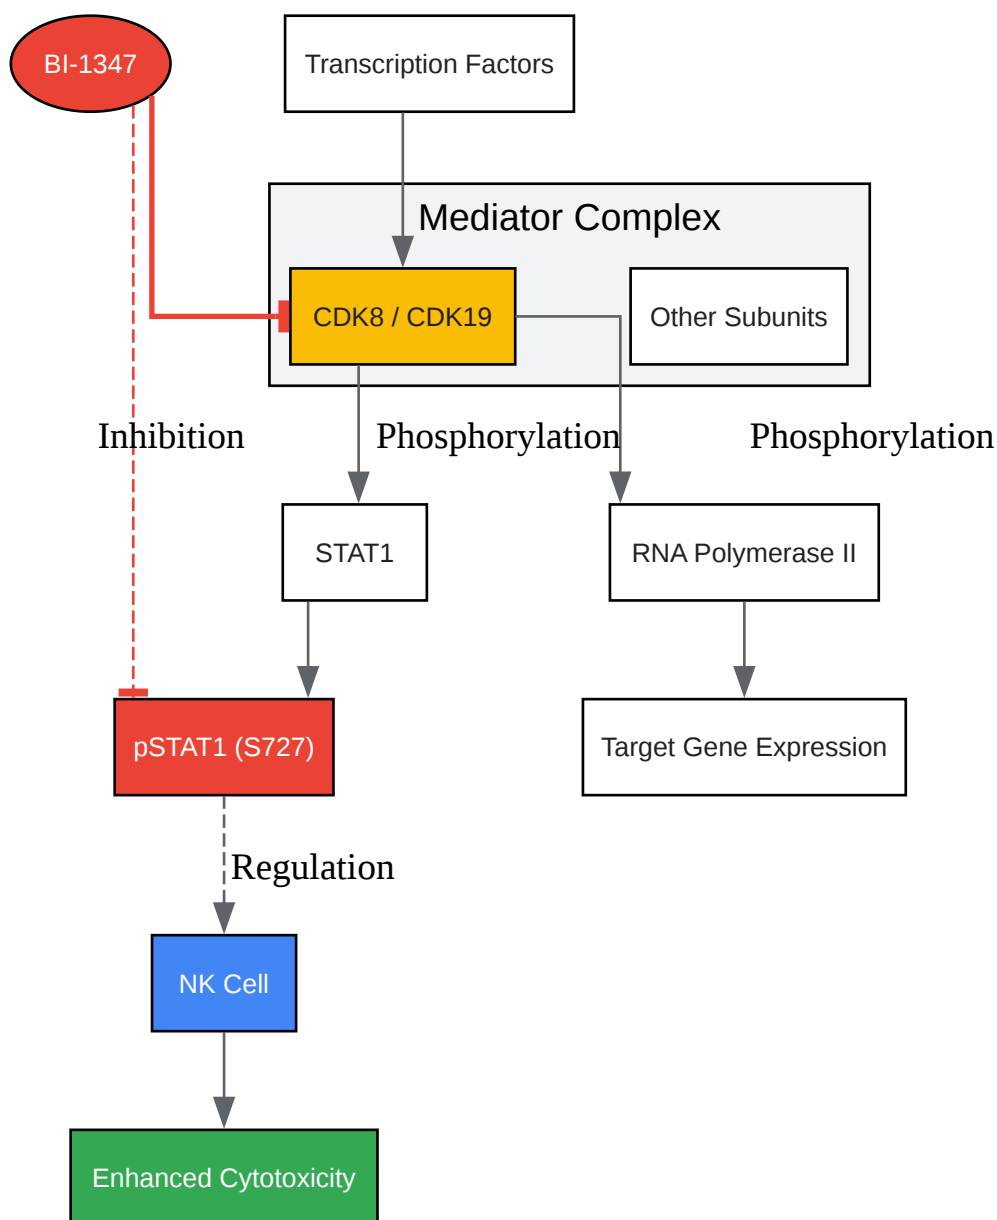 BI-1347
Transcription Factors
Mediator Complex
CDK8 / CDK19
Other Subunits
Inhibition
Phosphorylation
Phosphorylation
STAT1
RNA Polymerase II
pSTAT1 (S727)
Target Gene Expression
Regulation
NK Cell
Enhanced Cytotoxicity